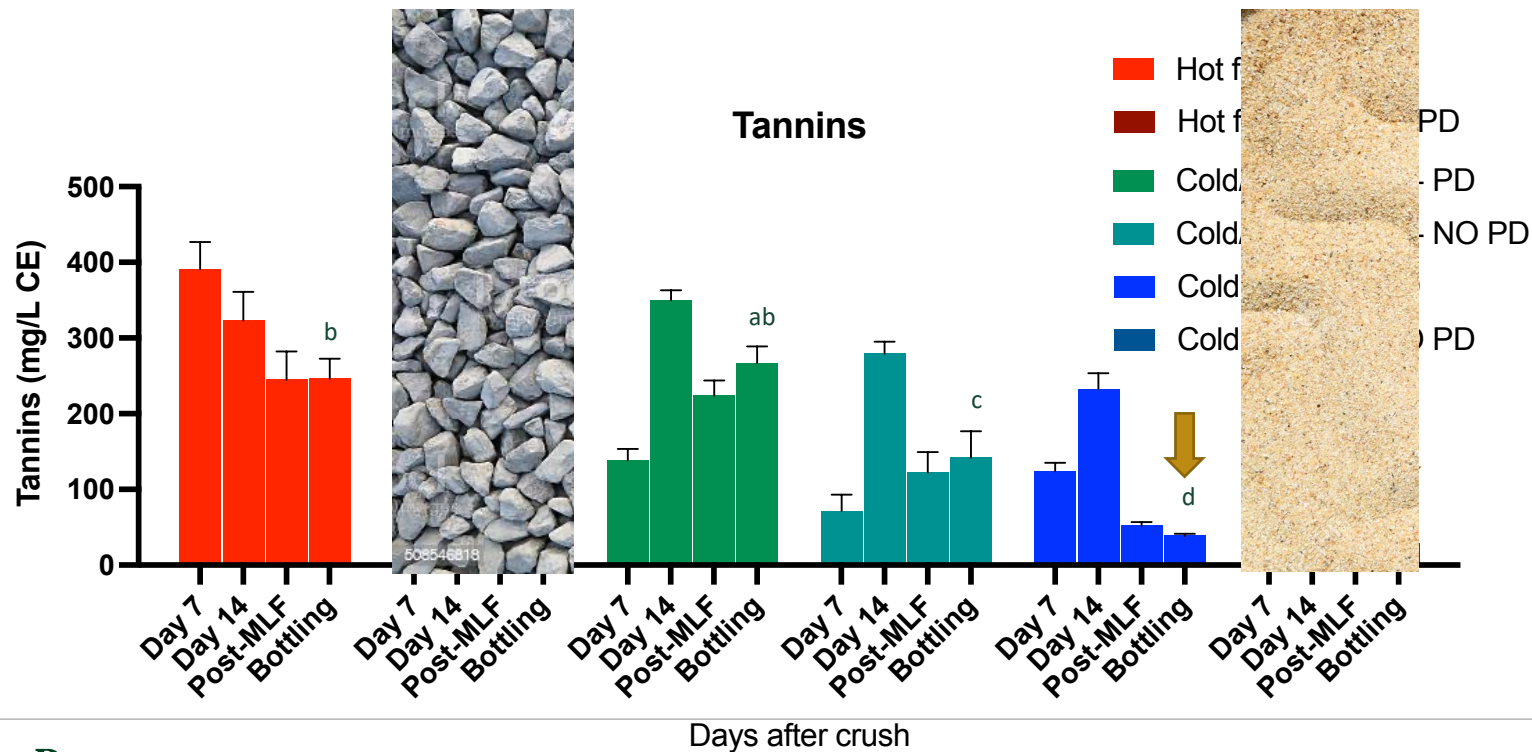 Tannins
Hot f
Hot f PD
Cold - PD
Cold - NO PD
Cold
Cold PD
Tannins (mg/L CE)
500
400
300
200
100
0
b
ab
c
d
508546818
Day 7 Day 14 Post-MLF Bottling Day 7 Day 14 Post-MLF Bottling Day 7 Day 14 Post-MLF Bottling Day 7 Day 14 Post-MLF Bottling Day 7 Day 14 Post-MLF Bottling Day 7 Day 14 Post-MLF Bottling
Days after crush